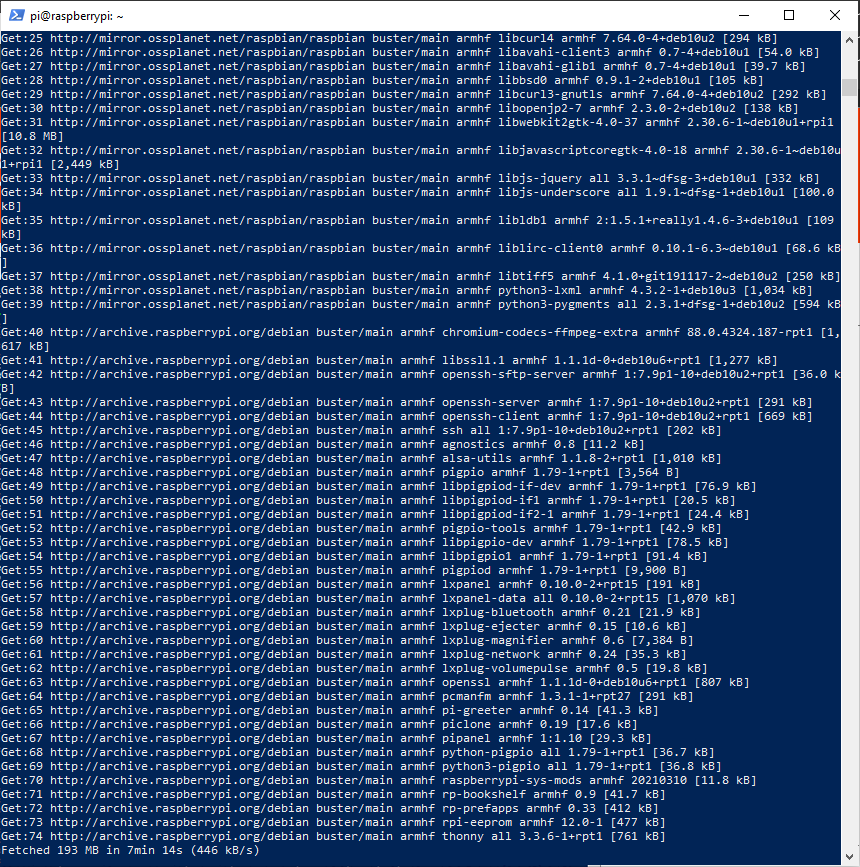 pi@raspberrypi: ~
Get:25 http://mirror.ossplanet.net/raspbian/raspbian buster/main armhf libcurl4 armhf 7.64.0-4+deb10u2 [294 kB]
Get:26 http://mirror.ossplanet.net/raspbian/raspbian buster/main armhf libavahi-client3 armhf 0.7-4+deb10u1 [54.0 kB]
Get:27 http://mirror.ossplanet.net/raspbian/raspbian buster/main armhf libavahi-glib1 armhf 0.7-4+deb10u1 [39.7 kB]
Get:28 http://mirror.ossplanet.net/raspbian/raspbian buster/main armhf libbsd0 armhf 0.9.1-2+deb10u1 [105 kB]
Get:29 http://mirror.ossplanet.net/raspbian/raspbian buster/main armhf libcurl3-gnutls armhf 7.64.0-4+deb10u2 [292 kB]
Get:30 http://mirror.ossplanet.net/raspbian/raspbian buster/main armhf libopenjp2-7 armhf 2.3.0-2+deb10u2 [138 kB]
Get:31 http://mirror.ossplanet.net/raspbian/raspbian buster/main armhf libwebkit2gtk-4.0-37 armhf 2.30.6-1~deb10u1+rpi1
[10.8 MB]
Get:32 http://mirror.ossplanet.net/raspbian/raspbian buster/main armhf libjavascriptcoregtk-4.0-18 armhf 2.30.6-1~deb10u
1+rpi1 [2,449 kB]
Get:33 http://mirror.ossplanet.net/raspbian/raspbian buster/main armhf libjs-jquery all 3.3.1~dfsg-3+deb10u1 [332 kB]
Get:34 http://mirror.ossplanet.net/raspbian/raspbian buster/main armhf libjs-underscore all 1.9.1~dfsg-1+deb10u1 [100.0
kB]
Get:35 http://mirror.ossplanet.net/raspbian/raspbian buster/main armhf libldb1 armhf 2:1.5.1+really1.4.6-3+deb10u1 [109
kB]
Get:36 http://mirror.ossplanet.net/raspbian/raspbian buster/main armhf liblirc-client0 armhf 0.10.1-6.3~deb10u1 [68.6 kB
]
Get:37 http://mirror.ossplanet.net/raspbian/raspbian buster/main armhf libtiff5 armhf 4.1.0+git191117-2~deb10u2 [250 kB]
Get:38 http://mirror.ossplanet.net/raspbian/raspbian buster/main armhf python3-lxml armhf 4.3.2-1+deb10u3 [1,034 kB]
Get:39 http://mirror.ossplanet.net/raspbian/raspbian buster/main armhf python3-pygments all 2.3.1+dfsg-1+deb10u2 [594 kB
]
Get:40 http://archive.raspberrypi.org/debian buster/main armhf chromium-codecs-ffmpeg-extra armhf 88.0.4324.187-rpt1 [1,
617 kB]
Get:41 http://archive.raspberrypi.org/debian buster/main armhf libssl1.1 armhf 1.1.1d-0+deb10u6+rpt1 [1,277 kB]
Get:42 http://archive.raspberrypi.org/debian buster/main armhf openssh-sftp-server armhf 1:7.9p1-10+deb10u2+rpt1 [36.0 k
B]
Get:43 http://archive.raspberrypi.org/debian buster/main armhf openssh-server armhf 1:7.9p1-10+deb10u2+rpt1 [291 kB]
Get:44 http://archive.raspberrypi.org/debian buster/main armhf openssh-client armhf 1:7.9p1-10+deb10u2+rpt1 [669 kB]
Get:45 http://archive.raspberrypi.org/debian buster/main armhf ssh all 1:7.9p1-10+deb10u2+rpt1 [202 kB]
Get:46 http://archive.raspberrypi.org/debian buster/main armhf agnostics armhf 0.8 [11.2 kB]
Get:47 http://archive.raspberrypi.org/debian buster/main armhf alsa-utils armhf 1.1.8-2+rpt1 [1,010 kB]
Get:48 http://archive.raspberrypi.org/debian buster/main armhf pigpio armhf 1.79-1+rpt1 [3,564 B]
Get:49 http://archive.raspberrypi.org/debian buster/main armhf libpigpiod-if-dev armhf 1.79-1+rpt1 [76.9 kB]
Get:50 http://archive.raspberrypi.org/debian buster/main armhf libpigpiod-if1 armhf 1.79-1+rpt1 [20.5 kB]
Get:51 http://archive.raspberrypi.org/debian buster/main armhf libpigpiod-if2-1 armhf 1.79-1+rpt1 [24.4 kB]
Get:52 http://archive.raspberrypi.org/debian buster/main armhf pigpio-tools armhf 1.79-1+rpt1 [42.9 kB]
Get:53 http://archive.raspberrypi.org/debian buster/main armhf libpigpio-dev armhf 1.79-1+rpt1 [78.5 kB]
Get:54 http://archive.raspberrypi.org/debian buster/main armhf libpigpio1 armhf 1.79-1+rpt1 [91.4 kB]
Get:55 http://archive.raspberrypi.org/debian buster/main armhf pigpiod armhf 1.79-1+rpt1 [9,900 B]
Get:56 http://archive.raspberrypi.org/debian buster/main armhf lxpanel armhf 0.10.0-2+rpt15 [191 kB]
Get:57 http://archive.raspberrypi.org/debian buster/main armhf lxpanel-data all 0.10.0-2+rpt15 [1,070 kB]
Get:58 http://archive.raspberrypi.org/debian buster/main armhf lxplug-bluetooth armhf 0.21 [21.9 kB]
Get:59 http://archive.raspberrypi.org/debian buster/main armhf lxplug-ejecter armhf 0.15 [10.6 kB]
Get:60 http://archive.raspberrypi.org/debian buster/main armhf lxplug-magnifier armhf 0.6 [7,384 B]
Get:61 http://archive.raspberrypi.org/debian buster/main armhf lxplug-network armhf 0.24 [35.3 kB]
Get:62 http://archive.raspberrypi.org/debian buster/main armhf lxplug-volumepulse armhf 0.5 [19.8 kB]
Get:63 http://archive.raspberrypi.org/debian buster/main armhf openssl armhf 1.1.1d-0+deb10u6+rpt1 [807 kB]
Get:64 http://archive.raspberrypi.org/debian buster/main armhf pcmanfm armhf 1.3.1-1+rpt27 [291 kB]
Get:65 http://archive.raspberrypi.org/debian buster/main armhf pi-greeter armhf 0.14 [41.3 kB]
Get:66 http://archive.raspberrypi.org/debian buster/main armhf piclone armhf 0.19 [17.6 kB]
Get:67 http://archive.raspberrypi.org/debian buster/main armhf pipanel armhf 1:1.10 [29.3 kB]
Get:68 http://archive.raspberrypi.org/debian buster/main armhf python-pigpio all 1.79-1+rpt1 [36.7 kB]
Get:69 http://archive.raspberrypi.org/debian buster/main armhf python3-pigpio all 1.79-1+rpt1 [36.8 kB]
Get:70 http://archive.raspberrypi.org/debian buster/main armhf raspberrypi-sys-mods armhf 20210310 [11.8 kB]
Get:71 http://archive.raspberrypi.org/debian buster/main armhf rp-bookshelf armhf 0.9 [41.7 kB]
Get:72 http://archive.raspberrypi.org/debian buster/main armhf rp-prefapps armhf 0.33 [412 kB]
Get:73 http://archive.raspberrypi.org/debian buster/main armhf rpi-eeprom armhf 12.0-1 [477 kB]
Get:74 http://archive.raspberrypi.org/debian buster/main armhf thonny all 3.3.6-1+rpt1 [761 kB]
Fetched 193 MB in 7min 14s (446 kB/s)